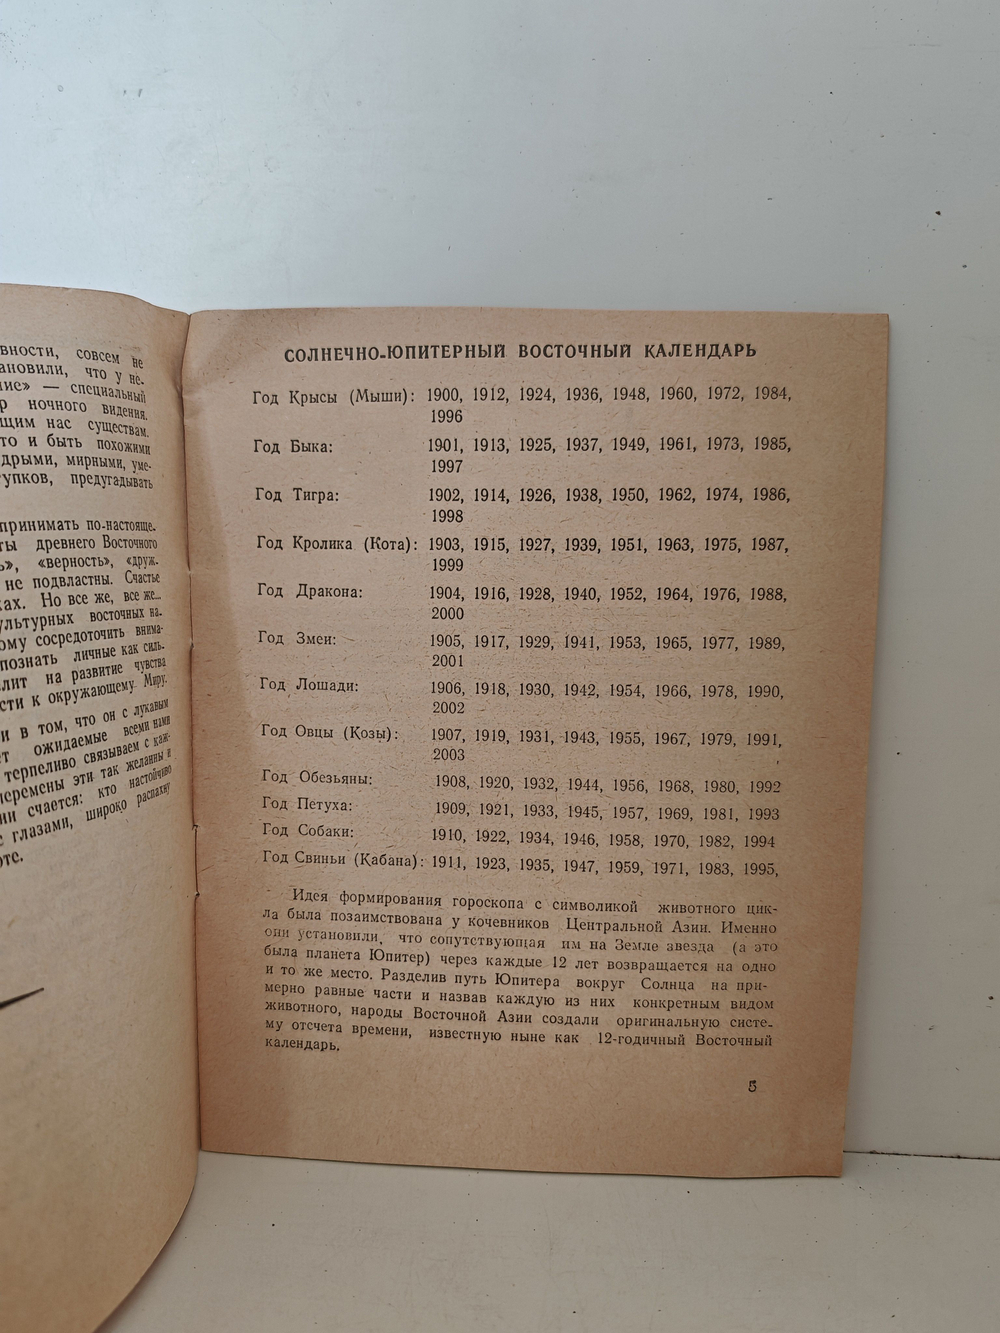 вности, совсем не
ановили, что у не-
ние» — специальный
р ночного видения.
щим нас существам.
то и быть похожими
дрыми, мирными, уме-
тупков, предугадывать
принимать по-настояще-
ты древнего Восточного
ь», «верность», «друж-
не подвластны. Счастье
ках. Но все же, все же...
ультурных восточных на-
ому сосредоточить внима-
познать личные как силь-
лит на развитие чувства
сти к окружающему Миру.
и в том, что он с лукавым
ет ожидаемые всеми нами
терпеливо связываем с каж-
перемены эти так желанны и
ии счается: кто настойчиво
с глазами, широко распахну
оте.
СОЛНЕЧНО-ЮПИТЕРНЫЙ ВОСТОЧНЫЙ КАЛЕНДАРЬ
Год Крысы (Мыши): 1900, 1912, 1924, 1936, 1948, 1960, 1972, 1984,
1996
Год Быка: 1901, 1913, 1925, 1937, 1949, 1961, 1973, 1985,
1997
Год Тигра: 1902, 1914, 1926, 1938, 1950, 1962, 1974, 1986,
1998
Год Кролика (Кота): 1903, 1915, 1927, 1939, 1951, 1963, 1975, 1987,
1999
Год Дракона: 1904, 1916, 1928, 1940, 1952, 1964, 1976, 1988,
2000
Год Змеи: 1905, 1917, 1929, 1941, 1953, 1965, 1977, 1989,
2001
Год Лошади: 1906, 1918, 1930, 1942, 1954, 1966, 1978, 1990,
2002
Год Овцы (Козы): 1907, 1919, 1931, 1943, 1955, 1967, 1979, 1991,
2003
Год Обезьяны: 1908, 1920, 1932, 1944, 1956, 1968, 1980, 1992
Год Петуха: 1909, 1921, 1933, 1945, 1957, 1969, 1981, 1993
Год Собаки: 1910, 1922, 1934, 1946, 1958, 1970, 1982, 1994
Год Свиньи (Кабана): 1911, 1923, 1935, 1947, 1959, 1971, 1983, 1995,
Идея формирования гороскопа с символикой животного цик-
ла была позаимствована у кочевников Центральной Азии. Именно
они установили, что сопутствующая им на Земле звезда (а это
была планета Юпитер) через каждые 12 лет возвращается на одно
и то же место. Разделив путь Юпитера вокруг Солнца на при-
мерно равные части и назвав каждую из них конкретным видом
животного, народы Восточной Азии создали оригинальную систе-
му отсчета времени, известную ныне как 12-годичный Восточный
календарь.
5